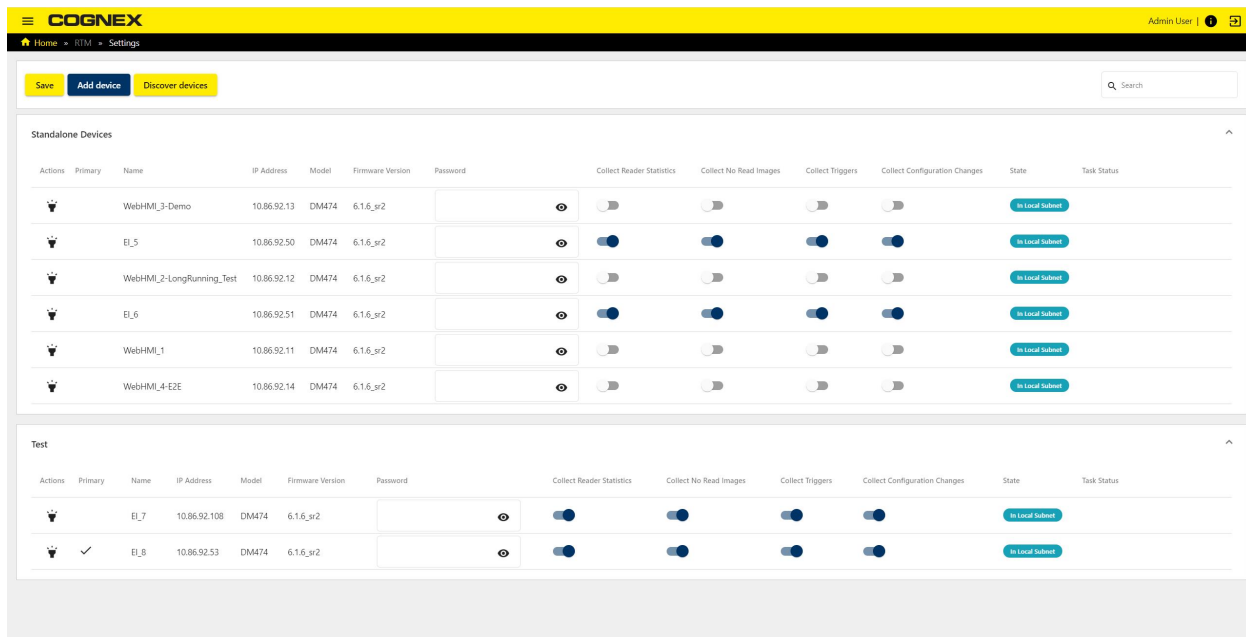 COGNEX
Admin User |
Home » RTM » Settings
Save Add device Discover devices Search
Standalone Devices
Actions Primary Name IP Address Model Firmware Version Password Collect Reader Statistics Collect No Read Images Collect Triggers Collect Configuration Changes State Task Status
WebHMI_3-Demo 10.86.92.13 DM474 6.1.6_sr2 In Local Subnet
EI_5 10.86.92.50 DM474 6.1.6_sr2 In Local Subnet
WebHMI_2-LongRunning_Test 10.86.92.12 DM474 6.1.6_sr2 In Local Subnet
EI_6 10.86.92.51 DM474 6.1.6_sr2 In Local Subnet
WebHMI_1 10.86.92.11 DM474 6.1.6_sr2 In Local Subnet
WebHMI_4-E2E 10.86.92.14 DM474 6.1.6_sr2 In Local Subnet
Test
Actions Primary Name IP Address Model Firmware Version Password Collect Reader Statistics Collect No Read Images Collect Triggers Collect Configuration Changes State Task Status
EI_7 10.86.92.108 DM474 6.1.6_sr2 In Local Subnet
EI_8 10.86.92.53 DM474 6.1.6_sr2 In Local Subnet